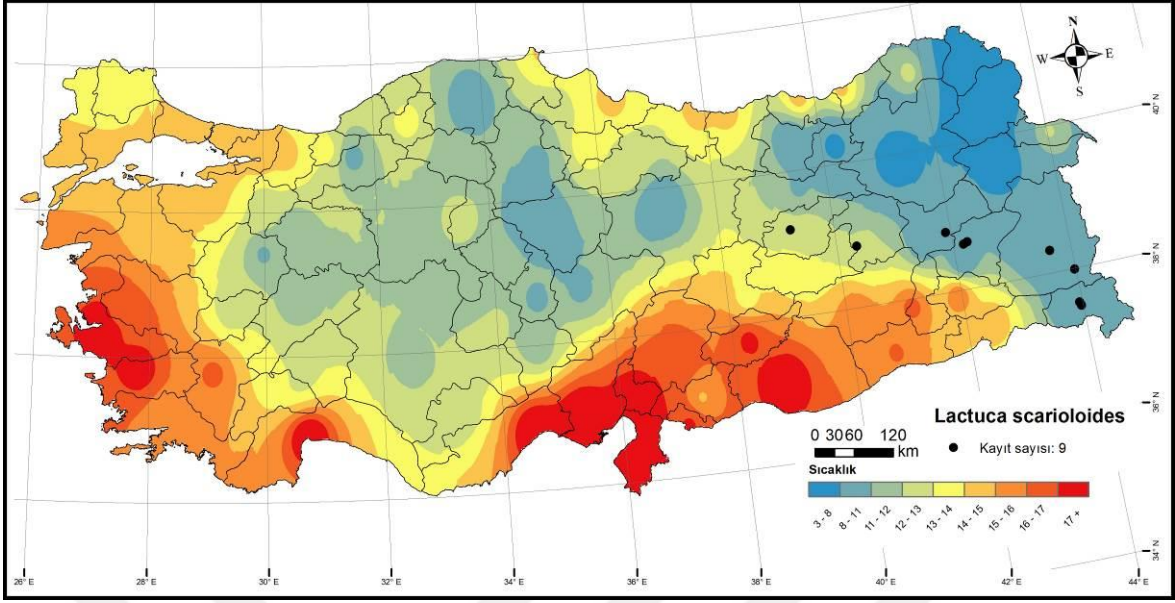 N
W E
S
40° N
38° N
36° N
34° N
Lactuca scarioloides
0 30 60 120
km
Kayıt sayısı: 9
Sıcaklık
3 - 8
8 - 11
11 - 12
12 - 13
13 - 14
14 - 15
15 - 16
16 - 17
17 +
26° E 28° E 30° E 32° E 34° E 36° E 38° E 40° E 42° E 44° E